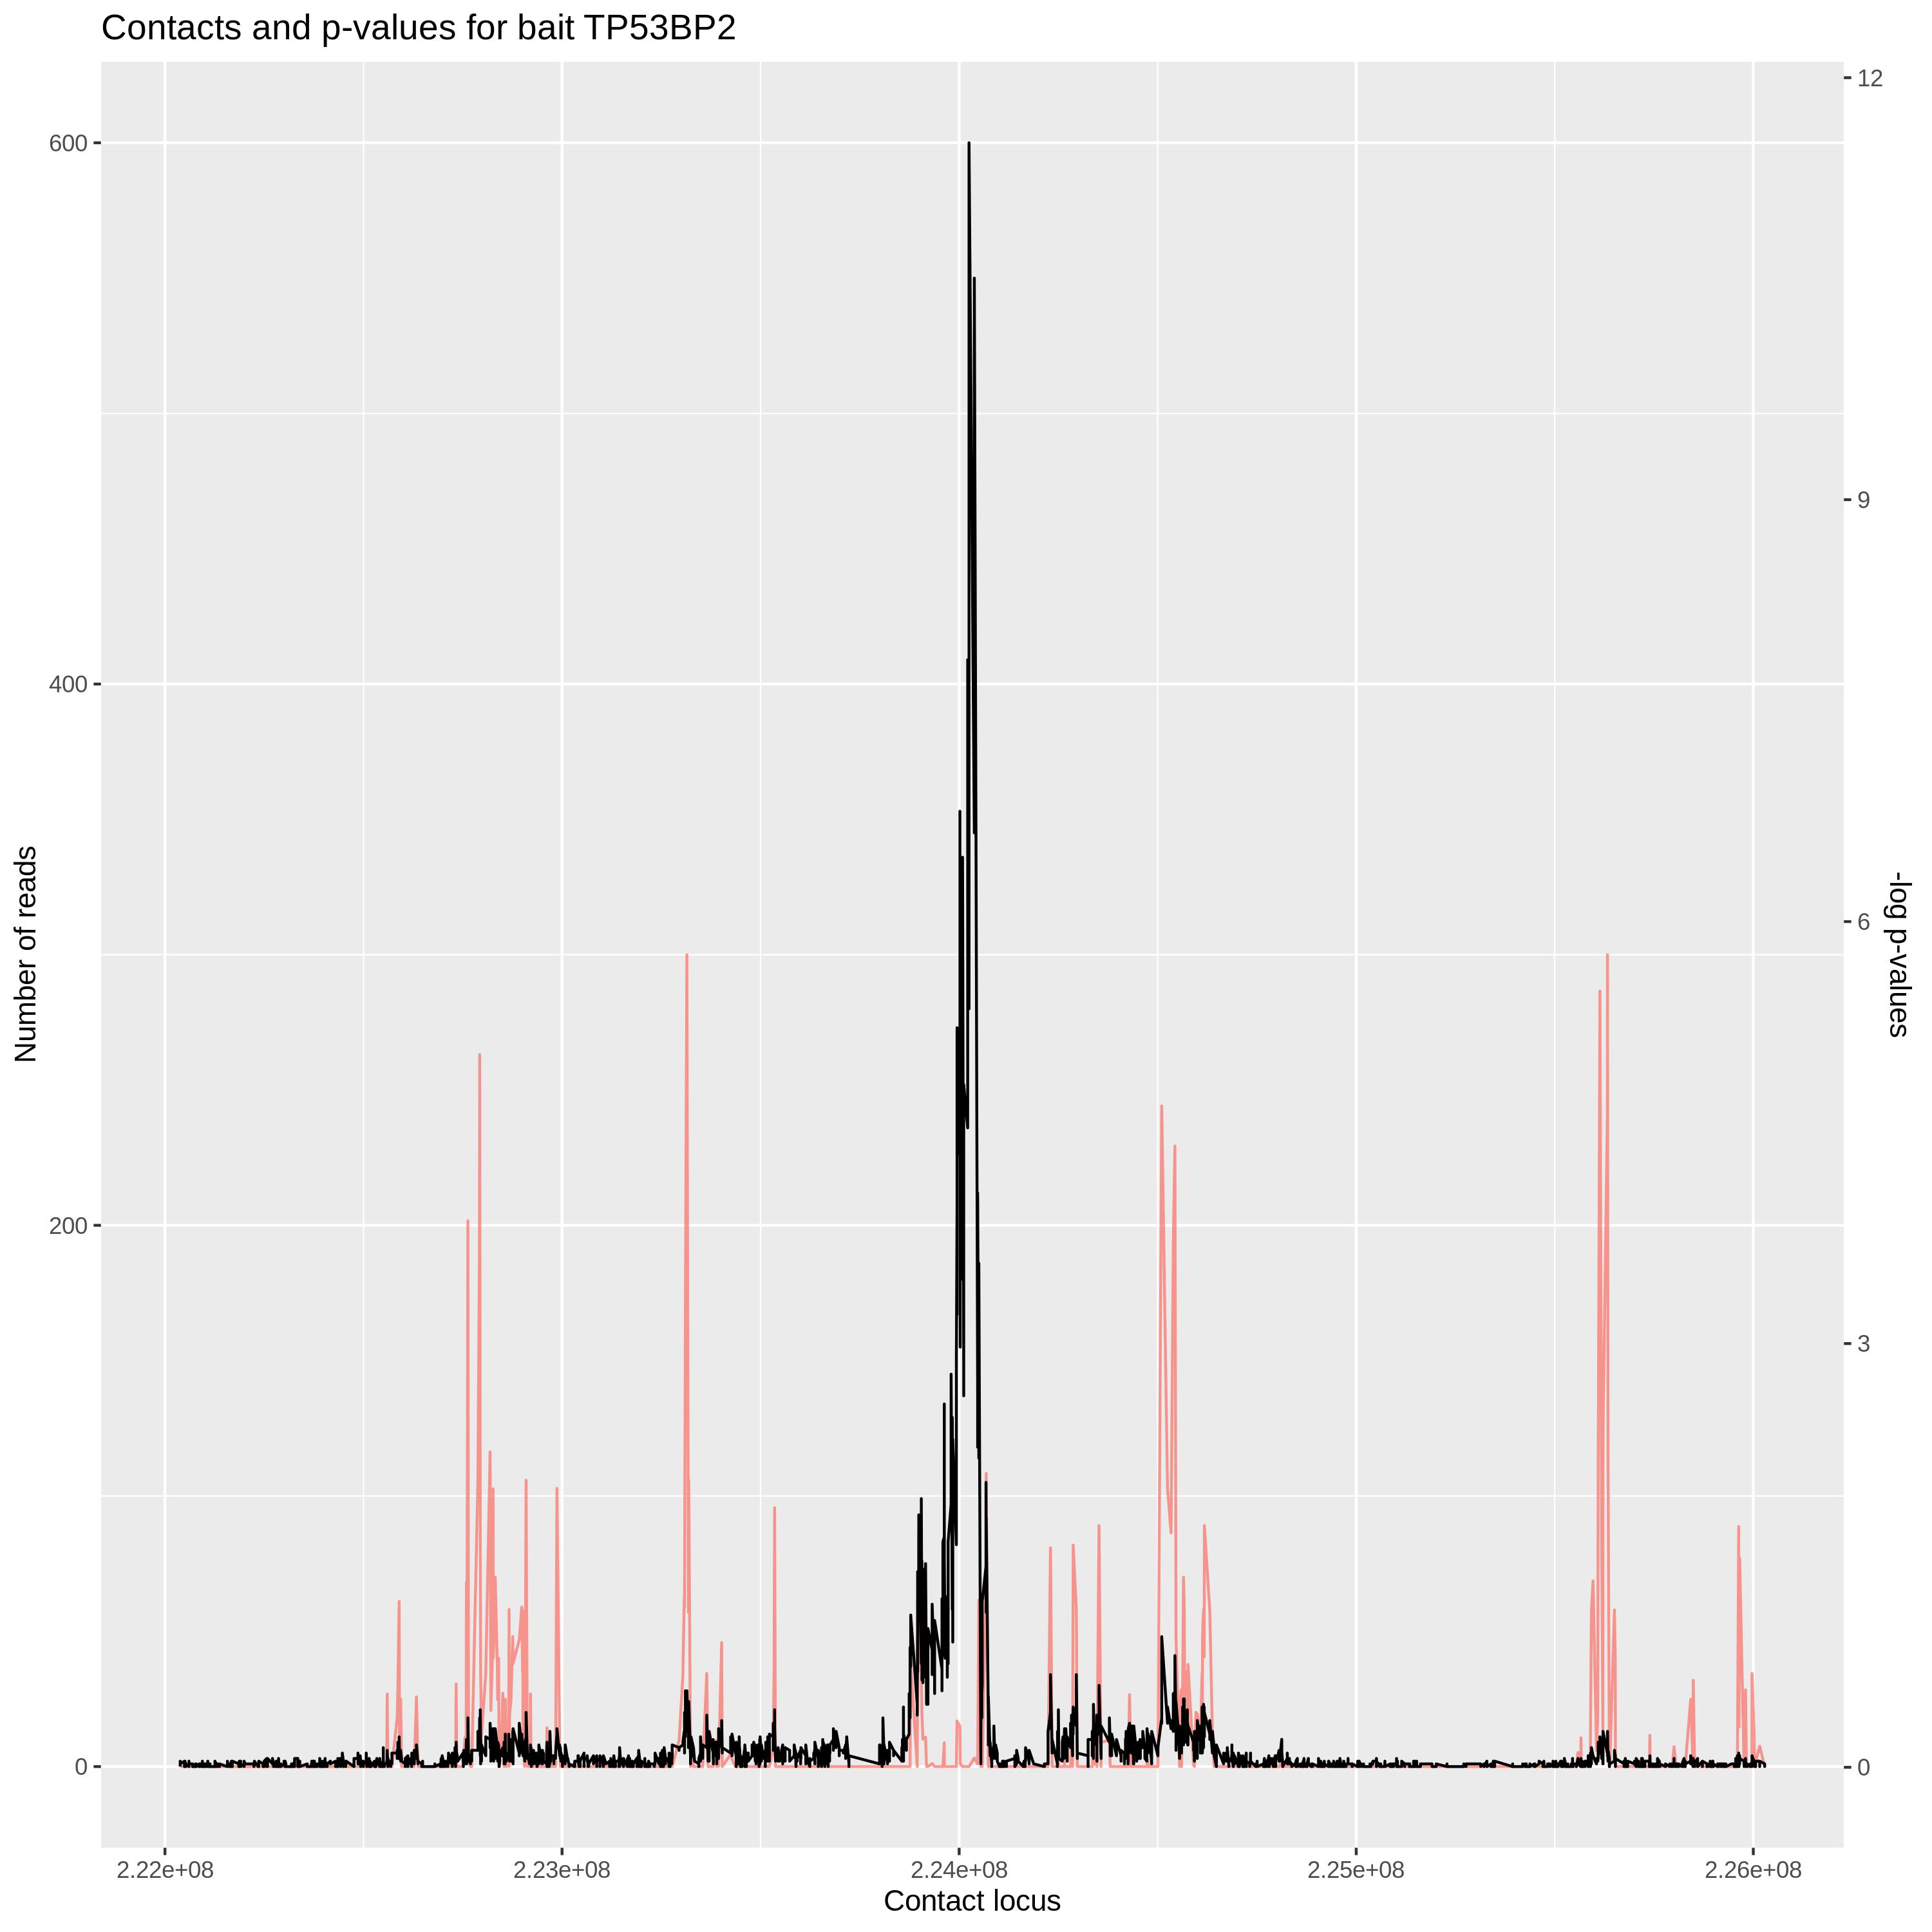 Contacts and p-values for bait TP53BP2
600
400
200
0
12
9
6
3
0
Number of reads
-log p-values
2.22e+08
2.23e+08
2.24e+08
2.25e+08
2.26e+08
Contact locus